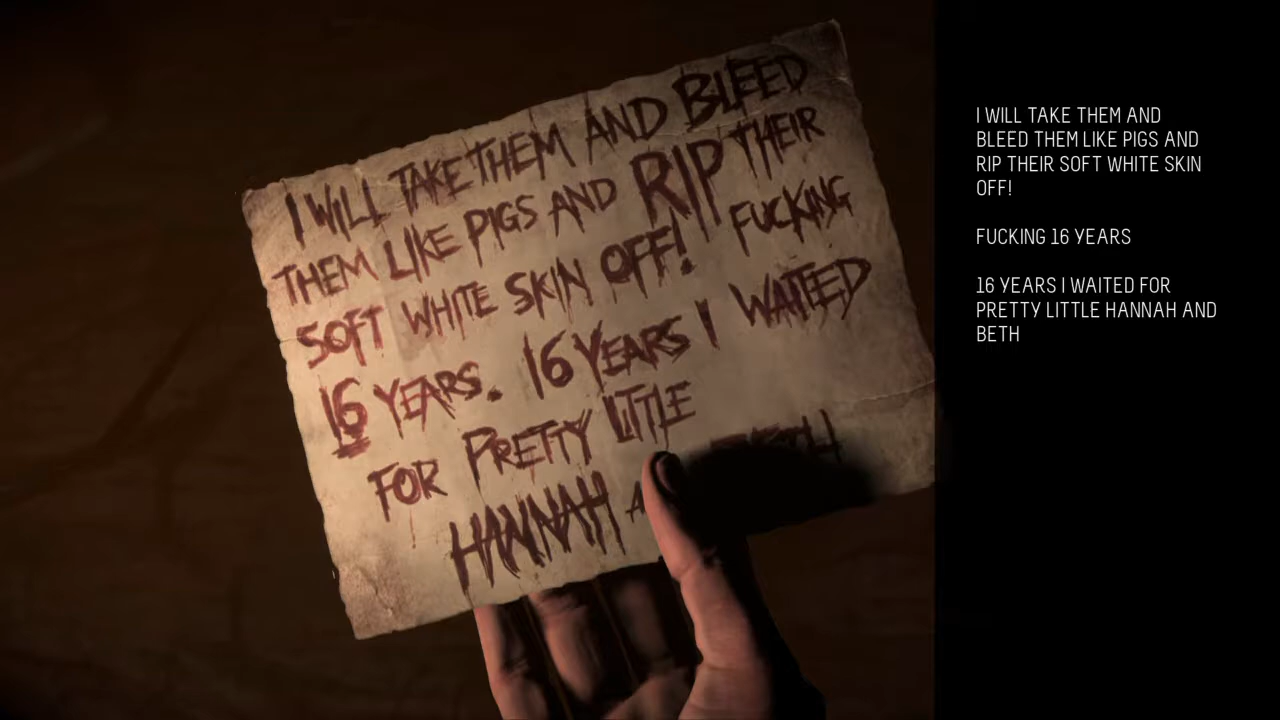 I WILL TAKE THEM AND BLEED
THEM LIKE PIGS AND RIP THEIR
SOFT WHITE SKIN OFF! FUCKING
16 YEARS. 16 YEARS I WAITED
FOR PRETTY LITTLE
HANNAH
I WILL TAKE THEM AND
BLEED THEM LIKE PIGS AND
RIP THEIR SOFT WHITE SKIN
OFF!
FUCKING 16 YEARS
16 YEARS I WAITED FOR
PRETTY LITTLE HANNAH AND
BETH